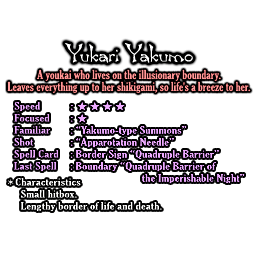 Yukari Yakumo
A youkai who lives on the illusionary boundary.
Leaves everything up to her shikigami, so life's a breeze to her.
Speed : ★★★★
Focused : ★
Familiar : "Yakumo-type Summons"
Shot : "Apparotation Needle"
Spell Card : Border Sign "Quadruple Barrier"
Last Spell : Boundary "Quadruple Barrier of
the Imperishable Night"
* Characteristics
Small hitbox.
Lengthy border of life and death.